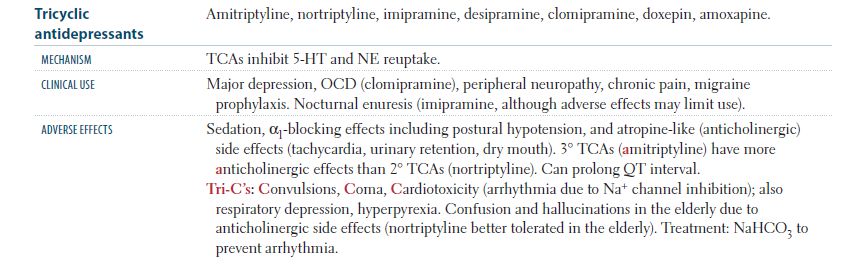 Tricyclic antidepressants
Amitriptyline, nortriptyline, imipramine, desipramine, clomipramine, doxepin, amoxapine.
MECHANISM
TCAs inhibit 5-HT and NE reuptake.
CLINICAL USE
Major depression, OCD (clomipramine), peripheral neuropathy, chronic pain, migraine
prophylaxis. Nocturnal enuresis (imipramine, although adverse effects may limit use).
ADVERSE EFFECTS
Sedation, α₁-blocking effects including postural hypotension, and atropine-like (anticholinergic)
side effects (tachycardia, urinary retention, dry mouth). 3° TCAs (amitriptyline) have more
anticholinergic effects than 2° TCAs (nortriptyline). Can prolong QT interval.
Tri-C's: Convulsions, Coma, Cardiotoxicity (arrhythmia due to Na⁺ channel inhibition); also
respiratory depression, hyperpyrexia. Confusion and hallucinations in the elderly due to
anticholinergic side effects (nortriptyline better tolerated in the elderly). Treatment: NaHCO₃ to
prevent arrhythmia.